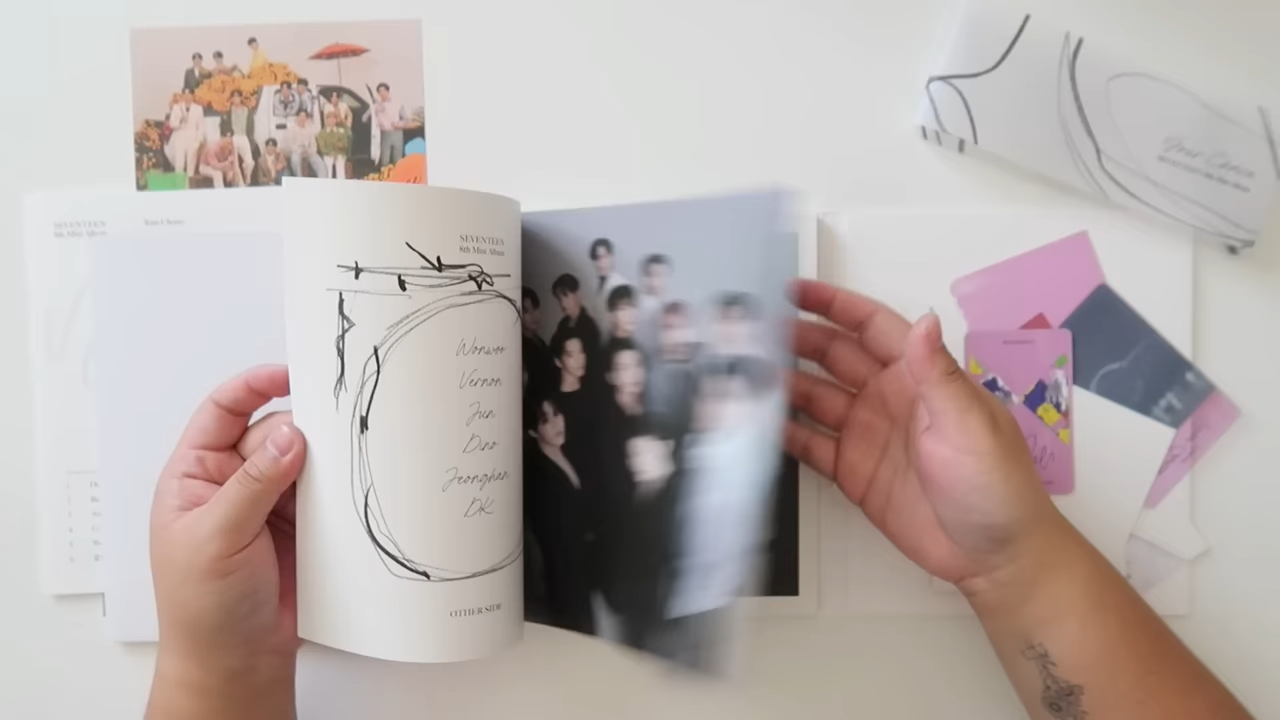 SEVENTEEN
8th Mini Album
SEVENTEEN
8th Mini Album
Wonwoo
Vernon
Jun
Dino
Jeonghan
DK
OTHER SIDE
Your Choice